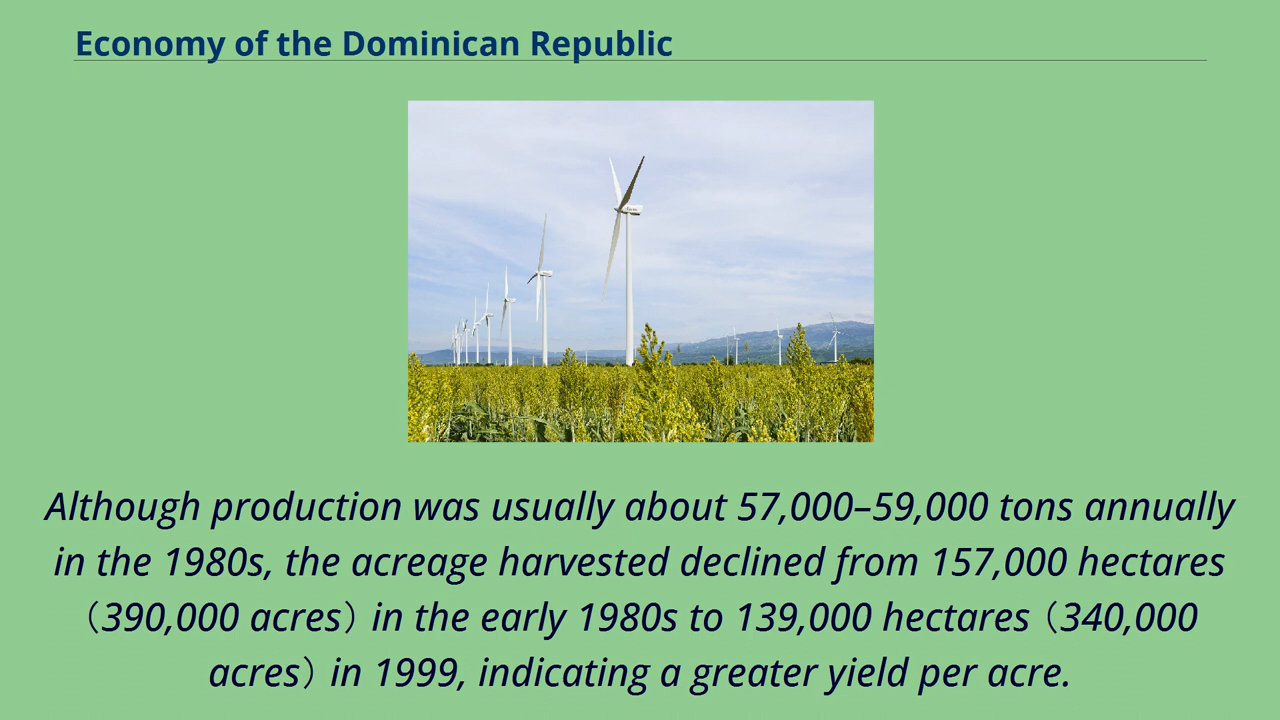 Economy of the Dominican Republic
Although production was usually about 57,000–59,000 tons annually
in the 1980s, the acreage harvested declined from 157,000 hectares
（390,000 acres）in the early 1980s to 139,000 hectares（340,000
acres）in 1999, indicating a greater yield per acre.